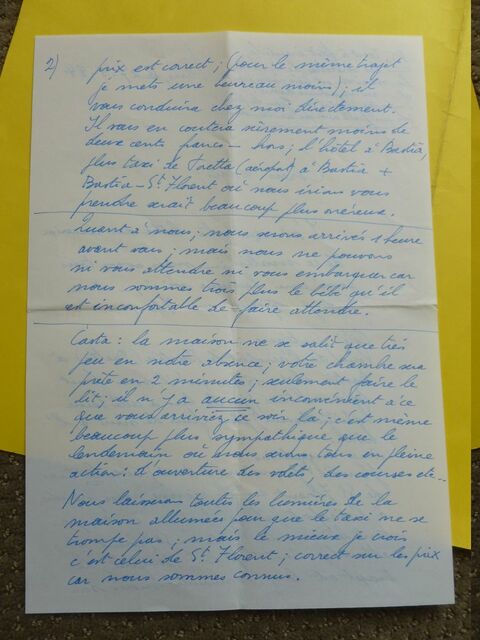 2) prix est correct ; (pour le même trajet
je mets une heure au moins) ; il
vous conduira chez moi directement.
Il vous en coutera sûrement moins de
deux cents francs - hors ; l'hôtel à Bastia,
plus taxi de Poretta (aéroport) à Bastia +
Bastia - St Florent où nous irions vous
prendre serait beaucoup plus onéreux.
Quant à nous ; nous serons arrivés 1 heure
avant vous ; mais nous ne pouvons
ni vous attendre ni vous embarquer car
nous sommes trois plus le bébé qu'il
est inconfortable de faire attendre.
Casta : la maison ne se salit que très
peu en notre absence ; votre chambre sera
prête en 2 minutes ; seulement faire le
lit ; il n'y a aucun inconvénient à ce
que vous arriviez ce soir là ; c'est même
beaucoup plus sympathique que le
lendemain où nous serons tous en pleine
action : d'ouverture des volets, des courses etc..
Nous laisserons toutes les lumières de la
maison allumées pour que le taxi ne se
trompe pas ; mais le mieux je crois
c'est celui de St Florent ; correct sur les prix
car nous sommes connus.